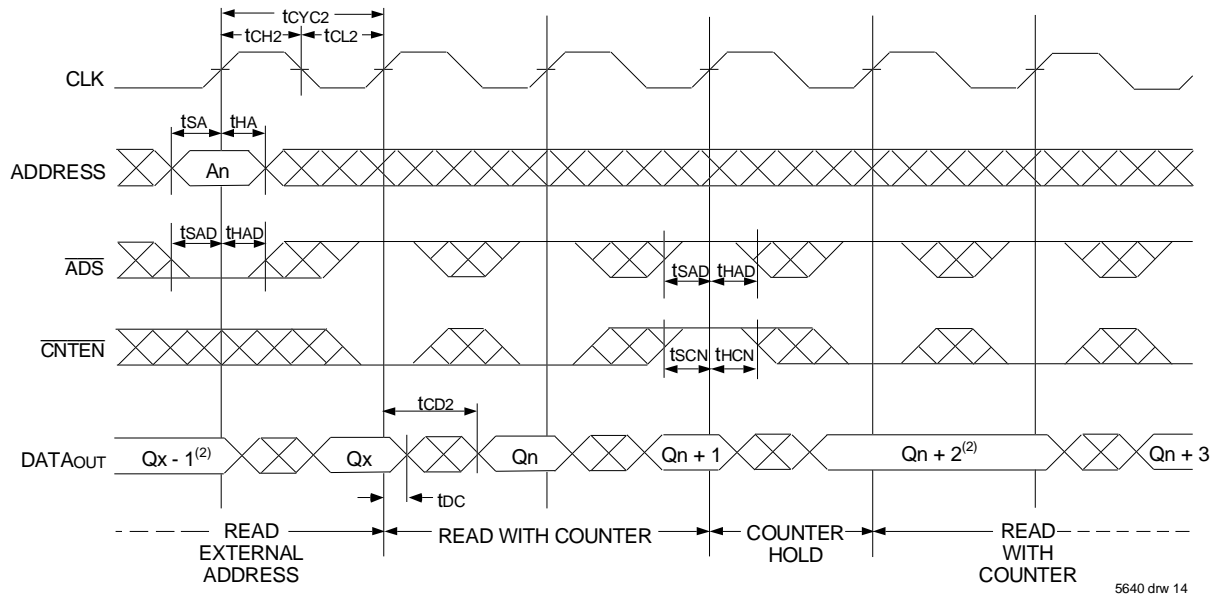 tCYC2
tCH2 tCL2
CLK
tSA tHA
ADDRESS An
tSAD tHAD
ADS
tSAD tHAD
CNTEN
tSCN tHCN
tCD2
DATAOUT Qx - 1(2) Qx Qn Qn + 1 Qn + 2(2) Qn + 3
tDC
READ EXTERNAL ADDRESS
READ WITH COUNTER
COUNTER HOLD
READ WITH COUNTER
5640 drw 14